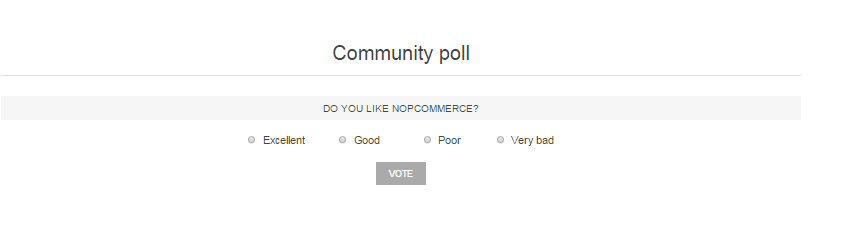 Community poll
DO YOU LIKE NOPCOMMERCE?
Excellent Good Poor Very bad
VOTE